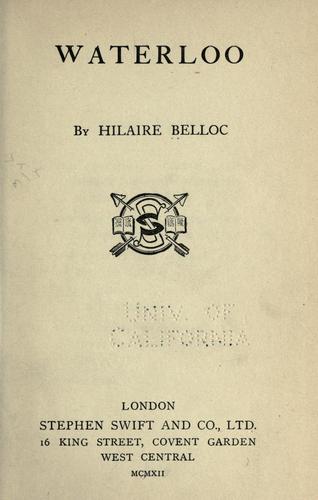 WATERLOO
BY HILAIRE BELLOC
S
UNIV. OF
CALIFORNIA
LONDON
STEPHEN SWIFT AND CO., LTD.
16 KING STREET, COVENT GARDEN
WEST CENTRAL
MCMXII